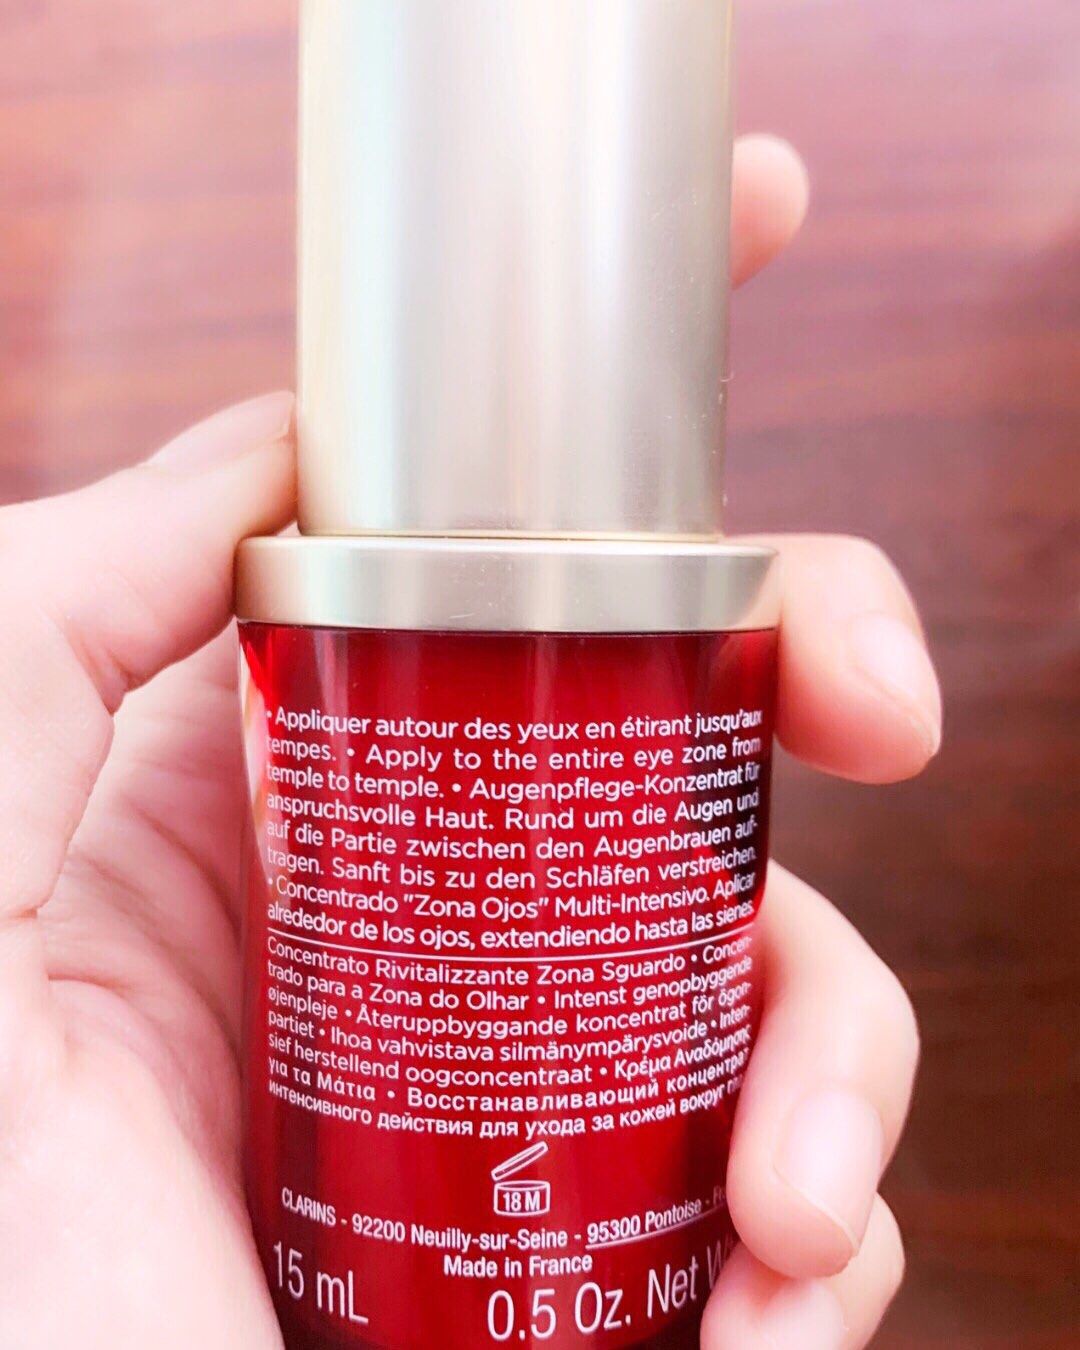 • Appliquer autour des yeux en étirant jusqu'aux
tempes. • Apply to the entire eye zone from
temple to temple. • Augenpflege-Konzentrat für
anspruchsvolle Haut. Rund um die Augen und
auf die Partie zwischen den Augenbrauen auf-
tragen. Sanft bis zu den Schläfen verstreichen.
• Concentrado "Zona Ojos" Multi-Intensivo. Aplicar
alrededor de los ojos, extendiendo hasta las sienes.
Concentrato Rivitalizzante Zona Sguardo • Concen-
trado para a Zona do Olhar • Intenst genopbyggende
øjenpleje • Återuppbyggande koncentrat för ögon-
partiet • Ihoa vahvistava silmänympärysvoide • Inten-
sief herstellend oogconcentraat • Κρέμα Αναδόμησης
για τα Μάτια • Восстанавливающий концентрат
интенсивного действия для ухода за кожей вокруг
18 M
CLARINS - 92200 Neuilly-sur-Seine - 95300 Pontoise -
Made in France
15 mL
0.5 Oz. Net